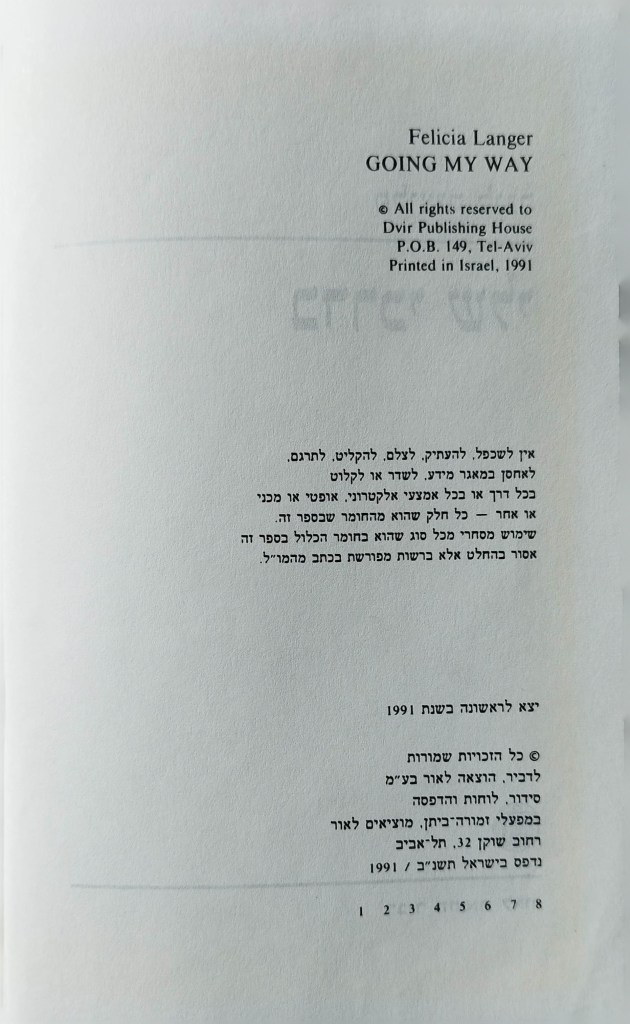 Felicia Langer
GOING MY WAY
© All rights reserved to
Dvir Publishing House
P.O.B. 149, Tel-Aviv
Printed in Israel, 1991
אין לשכפל, להעתיק, לצלם, להקליט, לתרגם,
לאחסן במאגר מידע, לשדר או לקלוט
בכל דרך או בכל אמצעי אלקטרוני, אופטי או מכני
או אחר — כל חלק שהוא מהחומר שבספר זה.
שימוש מסחרי מכל סוג שהוא בחומר הכלול בספר זה
אסור בהחלט אלא ברשות מפורשת בכתב מהמו״ל.
יצא לראשונה בשנת 1991
© כל הזכויות שמורות
לדביר, הוצאה לאור בע״מ
סידור, לוחות והדפסה
במפעלי זמורה־ביתן, מוציאים לאור
רחוב שוקן 32, תל־אביב
נדפס בישראל תשנ״ב / 1991
1 2 3 4 5 6 7 8